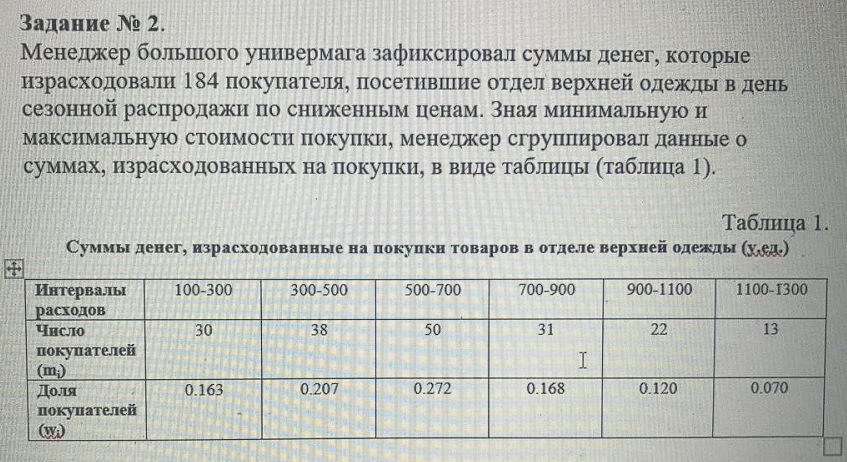 Задание № 2.
Менеджер большого универмага зафиксировал суммы денег, которые
израсходовали 184 покупателя, посетившие отдел верхней одежды в день
сезонной распродажи по сниженным ценам. Зная минимальную и
максимальную стоимости покупки, менеджер сгруппировал данные о
суммах, израсходованных на покупки, в виде таблицы (таблица 1).
Таблица 1.
Суммы денег, израсходованные на покупки товаров в отделе верхней одежды (у.ед.)
Интервалы расходов 100-300 300-500 500-700 700-900 900-1100 1100-1300
Число покупателей (mᵢ) 30 38 50 31 22 13
Доля покупателей (wᵢ) 0.163 0.207 0.272 0.168 0.120 0.070